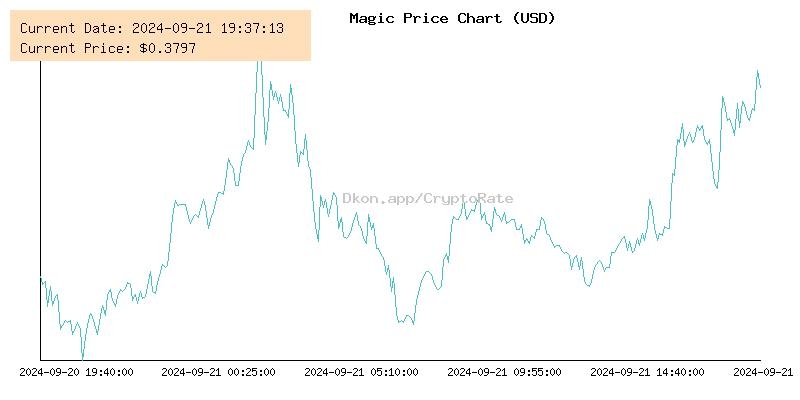 Magic Price Chart (USD)
Current Date: 2024-09-21 19:37:13
Current Price: $0.3797
Dkon.app/CryptoRate
2024-09-20 19:40:00 2024-09-21 00:25:00 2024-09-21 05:10:00 2024-09-21 09:55:00 2024-09-21 14:40:00 2024-09-21